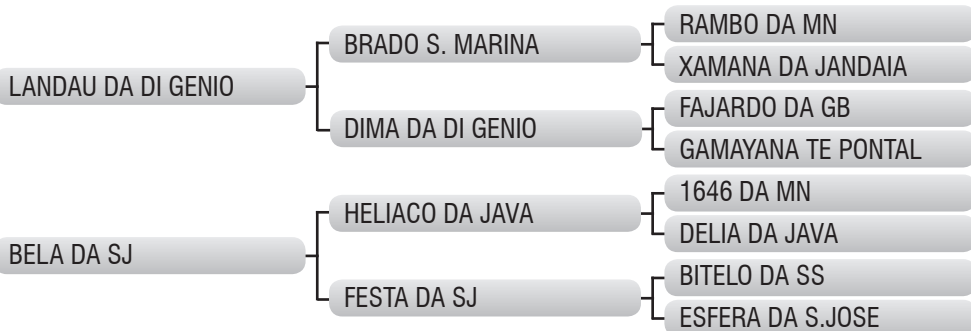 LANDAU DA DI GENIO
BRADO S. MARINA
RAMBO DA MN
XAMANA DA JANDAIA
DIMA DA DI GENIO
FAJARDO DA GB
GAMAYANA TE PONTAL
BELA DA SJ
HELIACO DA JAVA
1646 DA MN
DELIA DA JAVA
FESTA DA SJ
BITELO DA SS
ESFERA DA S.JOSE